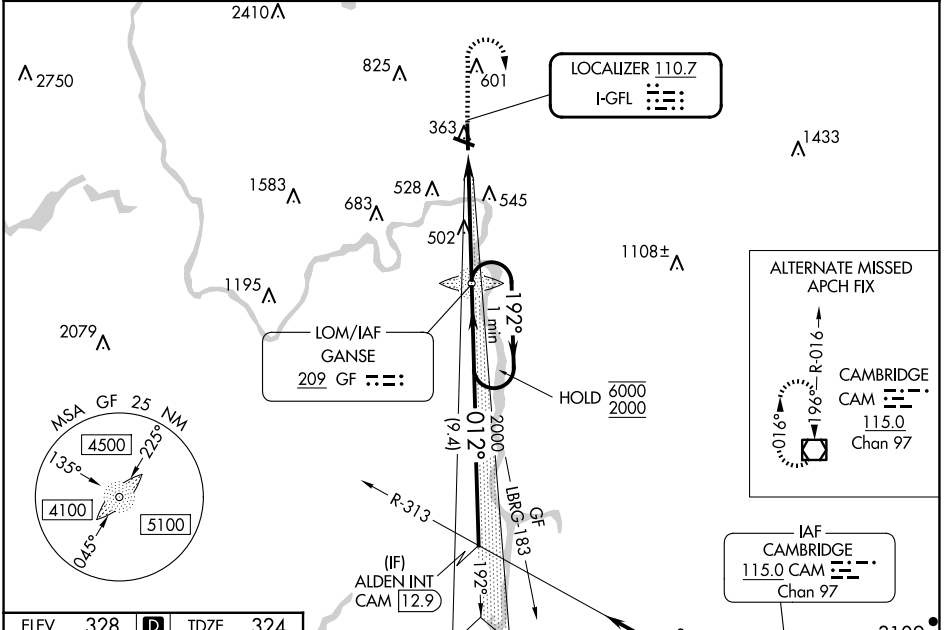 2410
2750
825
601
LOCALIZER 110.7
I-GFL
363
1433
1583
528
545
683
502
1108±
1195
2079
ALTERNATE MISSED
APCH FIX
R-016
196°
016°
CAMBRIDGE
CAM
115.0
Chan 97
LOM/IAF
GANSE
209 GF
192°
1 min
HOLD 6000
2000
MSA GF 25 NM
4500
225°
135°
4100
5100
045°
012°
(9.4)
2000
GF
LBRG-183
R-313
(IF)
ALDEN INT
CAM 12.9
192°
IAF
CAMBRIDGE
115.0 CAM
Chan 97
ELEV 328 D TDZE 324